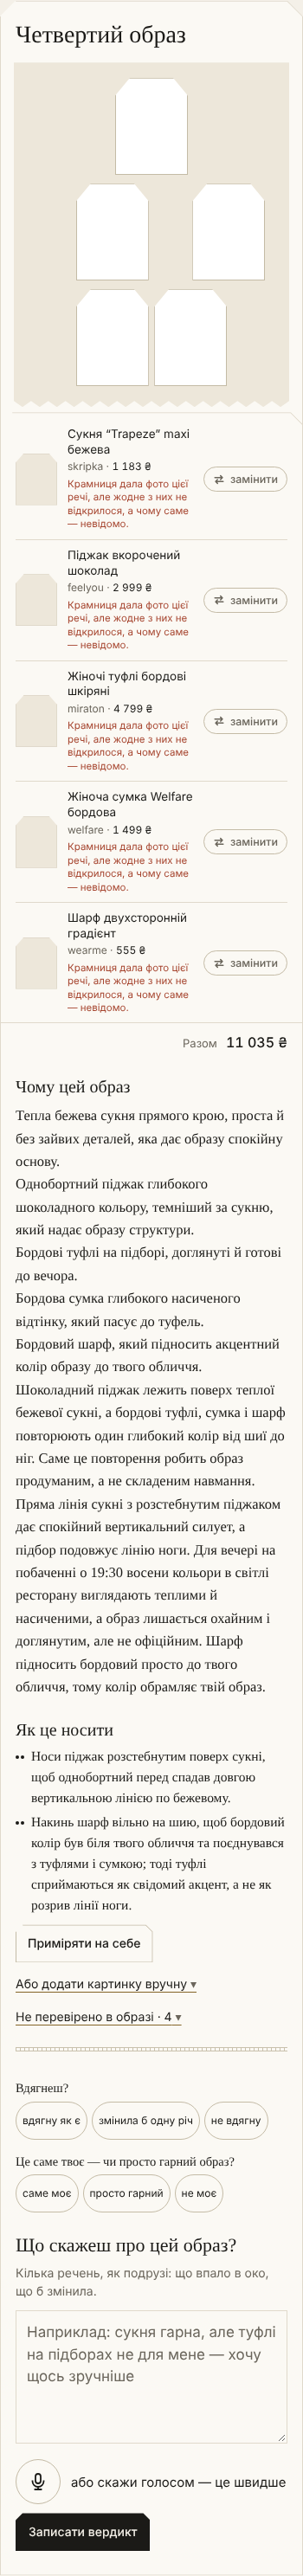 Четвертий образ
Сукня “Trapeze” maxi
бежева
skripka · 1 183 ₴
Крамниця дала фото цієї
речі, але жодне з них не
відкрилося, а чому саме
— невідомо.
⇄ замінити
Піджак вкорочений
шоколад
feelyou · 2 999 ₴
Крамниця дала фото цієї
речі, але жодне з них не
відкрилося, а чому саме
— невідомо.
⇄ замінити
Жіночі туфлі бордові
шкіряні
miraton · 4 799 ₴
Крамниця дала фото цієї
речі, але жодне з них не
відкрилося, а чому саме
— невідомо.
⇄ замінити
Жіноча сумка Welfare
бордова
welfare · 1 499 ₴
Крамниця дала фото цієї
речі, але жодне з них не
відкрилося, а чому саме
— невідомо.
⇄ замінити
Шарф двухсторонній
градієнт
wearme · 555 ₴
Крамниця дала фото цієї
речі, але жодне з них не
відкрилося, а чому саме
— невідомо.
⇄ замінити
Разом 11 035 ₴
Чому цей образ
Тепла бежева сукня прямого крою, проста й
без зайвих деталей, яка дає образу спокійну
основу.
Однобортний піджак глибокого
шоколадного кольору, темніший за сукню,
який надає образу структури.
Бордові туфлі на підборі, доглянуті й готові
до вечора.
Бордова сумка глибокого насиченого
відтінку, який пасує до туфель.
Бордовий шарф, який підносить акцентний
колір образу до твого обличчя.
Шоколадний піджак лежить поверх теплої
бежевої сукні, а бордові туфлі, сумка і шарф
повторюють один глибокий колір від шиї до
ніг. Саме це повторення робить образ
продуманим, а не складеним навмання.
Пряма лінія сукні з розстебнутим піджаком
дає спокійний вертикальний силует, а
підбор подовжує лінію ноги. Для вечері на
побаченні о 19:30 восени кольори в світлі
ресторану виглядають теплими й
насиченими, а образ лишається охайним і
доглянутим, але не офіційним. Шарф
підносить бордовий просто до твого
обличчя, тому колір обрамляє твій образ.
Як це носити
•• Носи піджак розстебнутим поверх сукні,
щоб однобортний перед спадав довгою
вертикальною лінією по бежевому.
•• Накинь шарф вільно на шию, щоб бордовий
колір був біля твого обличчя та поєднувався
з туфлями і сумкою; тоді туфлі
сприймаються як свідомий акцент, а не як
розрив лінії ноги.
Приміряти на себе
Або додати картинку вручну ▾
Не перевірено в образі · 4 ▾
Вдягнеш?
вдягну як є
змінила б одну річ
не вдягну
Це саме твоє — чи просто гарний образ?
саме моє
просто гарний
не моє
Що скажеш про цей образ?
Кілька речень, як подрузі: що впало в око,
що б змінила.
Наприклад: сукня гарна, але туфлі
на підборах не для мене — хочу
щось зручніше
або скажи голосом — це швидше
Записати вердикт